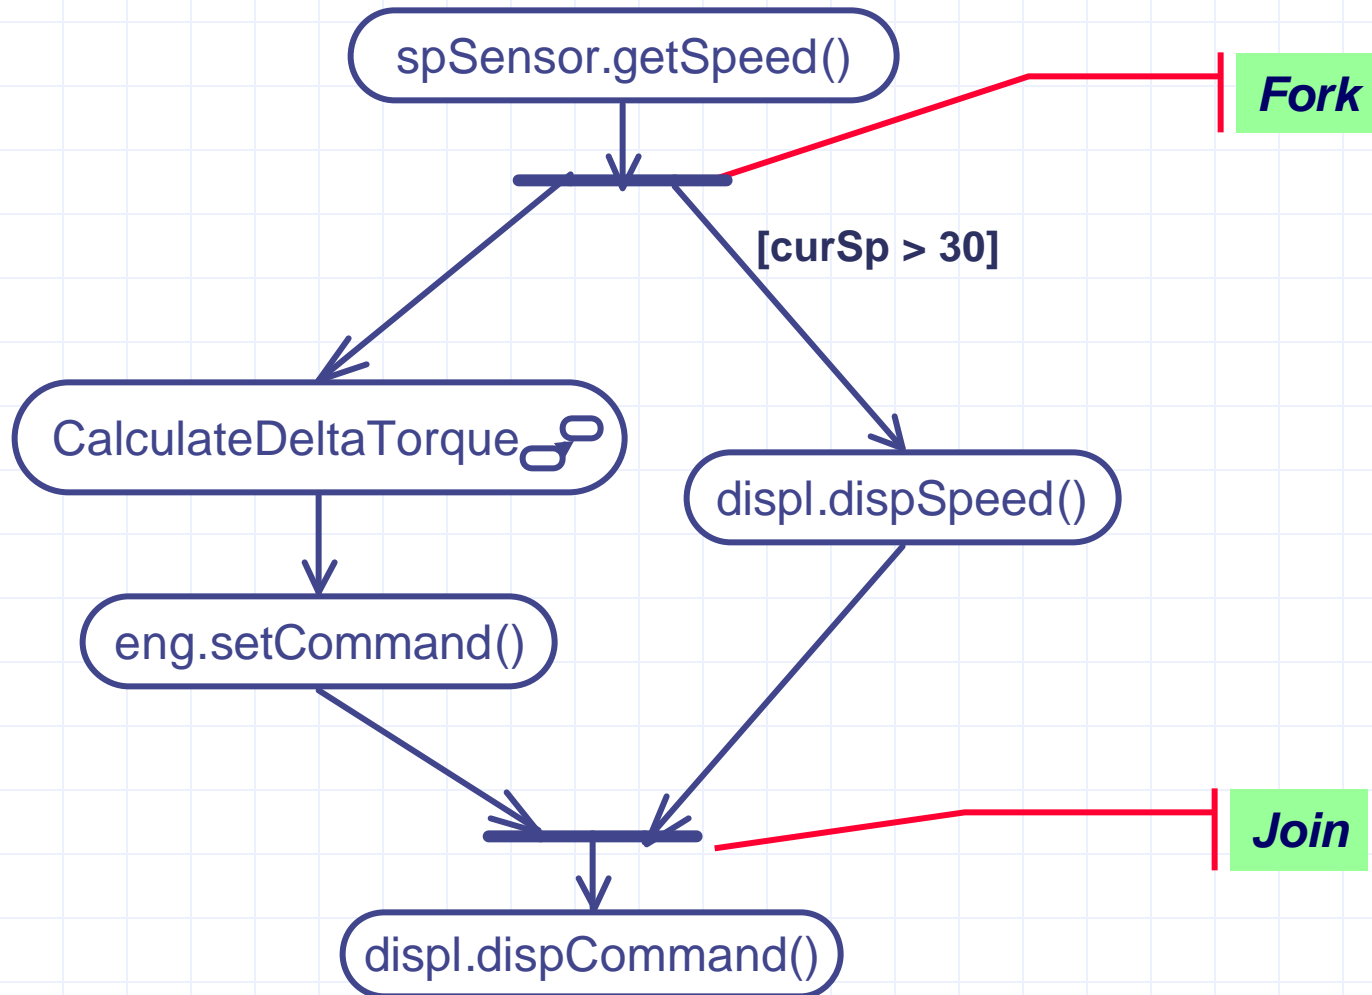 spSensor.getSpeed()
Fork
[curSp > 30]
CalculateDeltaTorque
displ.dispSpeed()
eng.setCommand()
Join
displ.dispCommand()